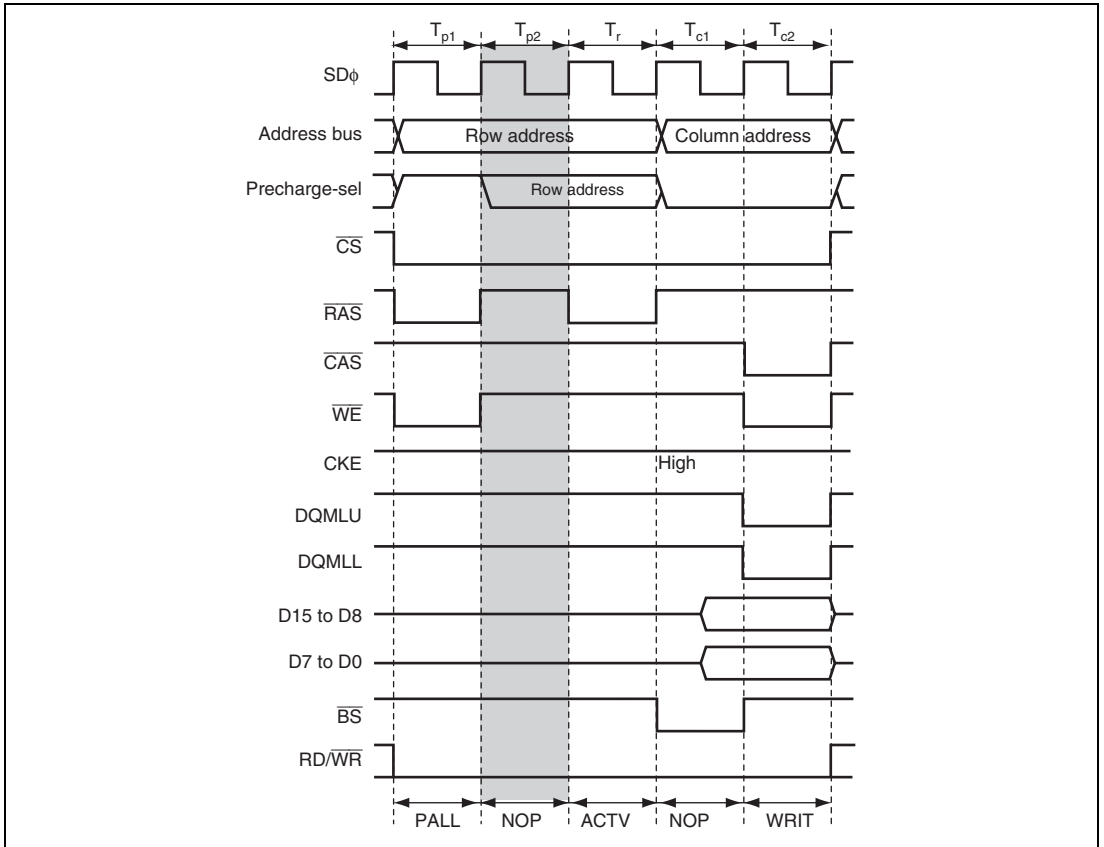 Tp1 Tp2 Tr Tc1 Tc2
SDϕ
Address bus Row address Column address
Precharge-sel Row address
CS
RAS
CAS
WE
CKE High
DQMLU
DQMLL
D15 to D8
D7 to D0
BS
RD/WR
PALL NOP ACTV NOP WRIT